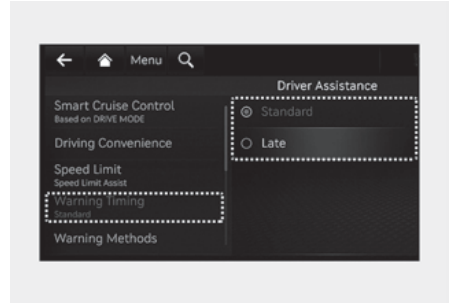 Menu
Driver Assistance
Smart Cruise Control
Based on DRIVE MODE
Driving Convenience
Speed Limit
Speed Limit Assist
Warning Timing
Standard
Warning Methods
Standard
Late